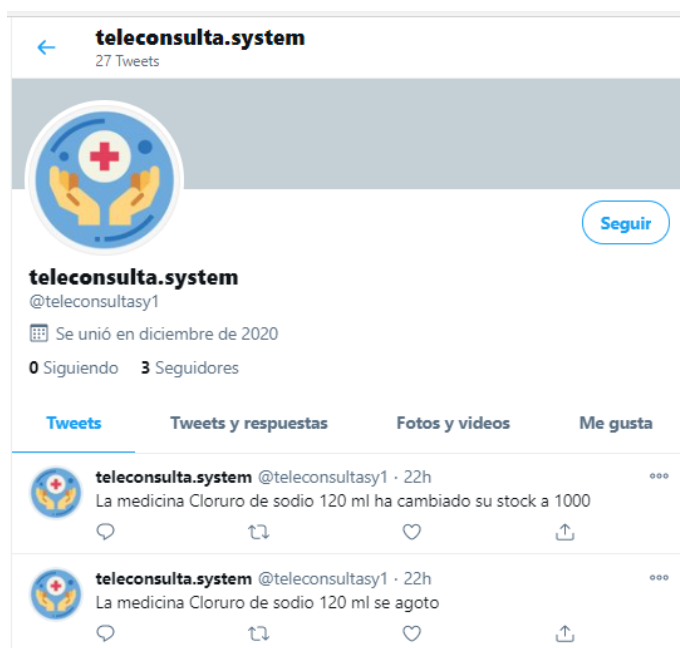 teleconsulta.system
27 Tweets
Seguir
teleconsulta.system
@teleconsultasy1
Se unió en diciembre de 2020
0 Siguiendo 3 Seguidores
Tweets Tweets y respuestas Fotos y videos Me gusta
teleconsulta.system @teleconsultasy1 · 22h
La medicina Cloruro de sodio 120 ml ha cambiado su stock a 1000
teleconsulta.system @teleconsultasy1 · 22h
La medicina Cloruro de sodio 120 ml se agoto